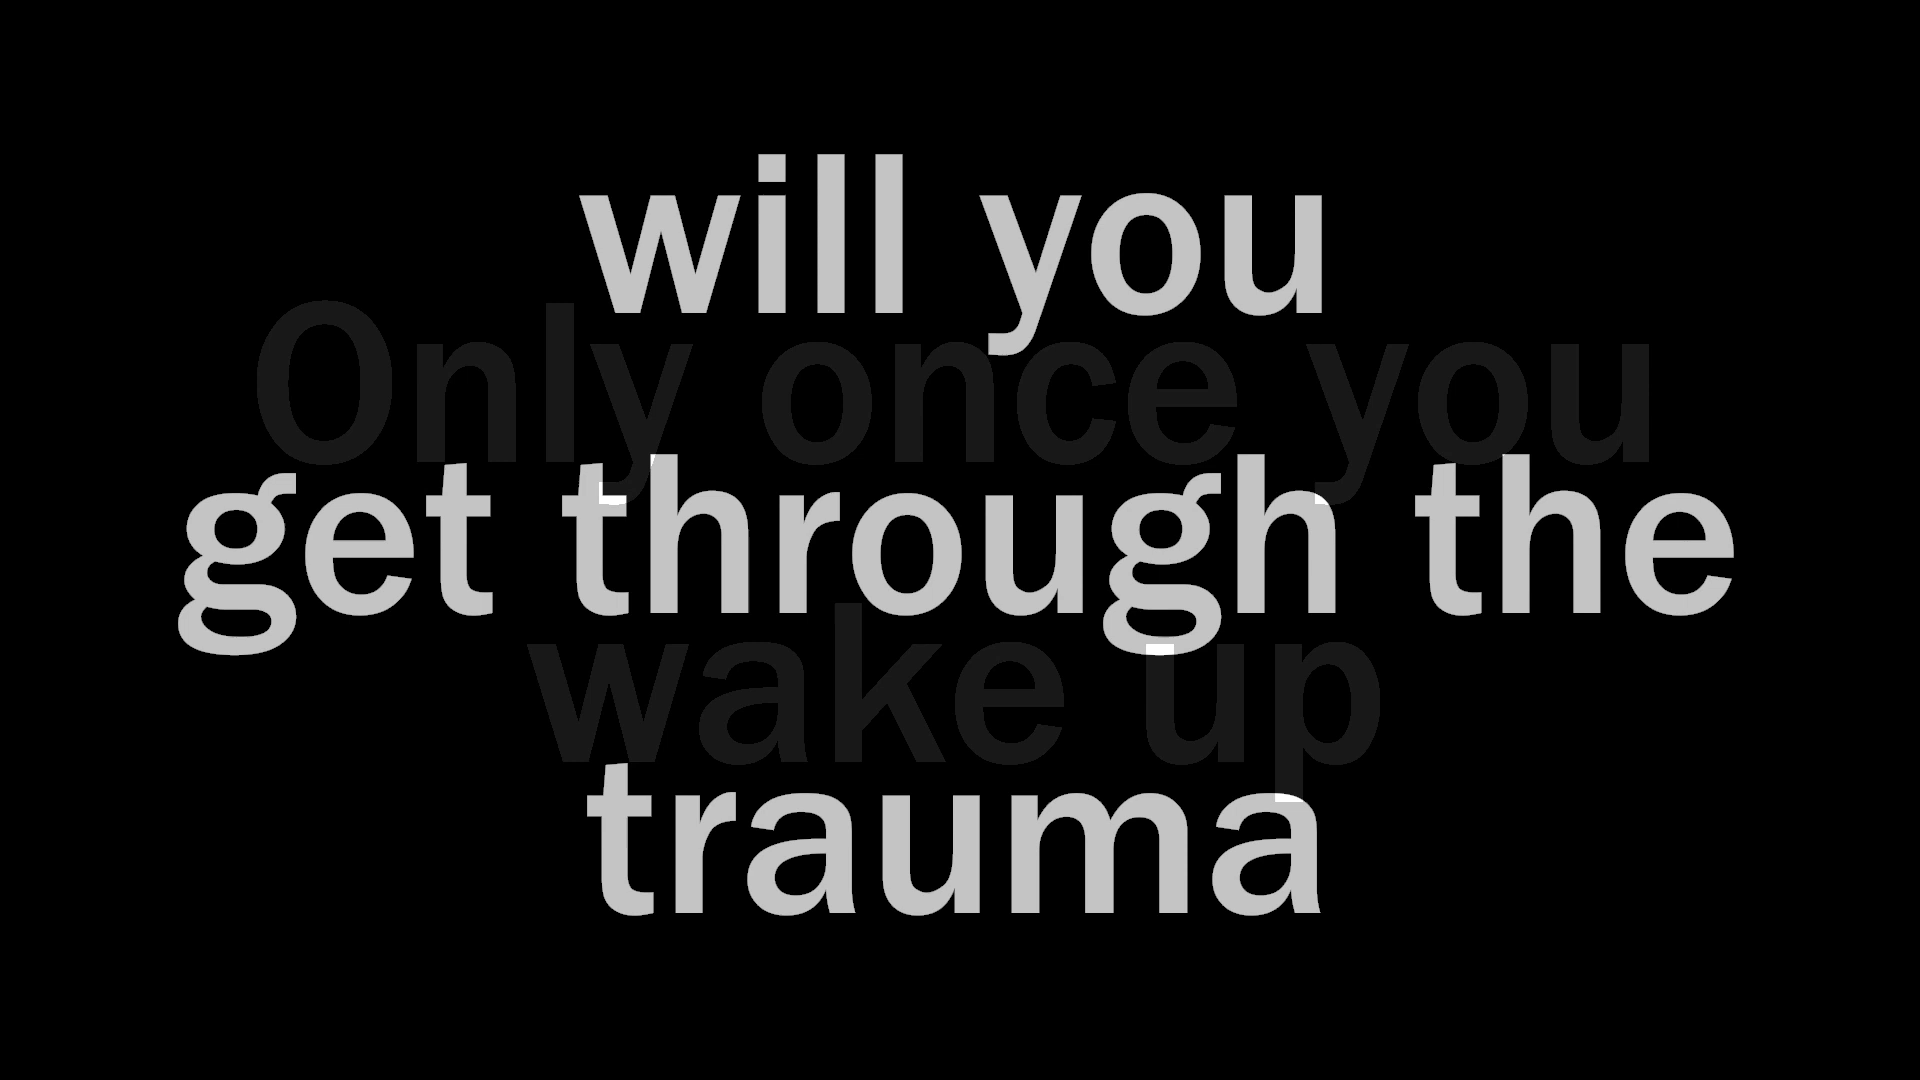 will you
Only once you
get through the
wake up
trauma